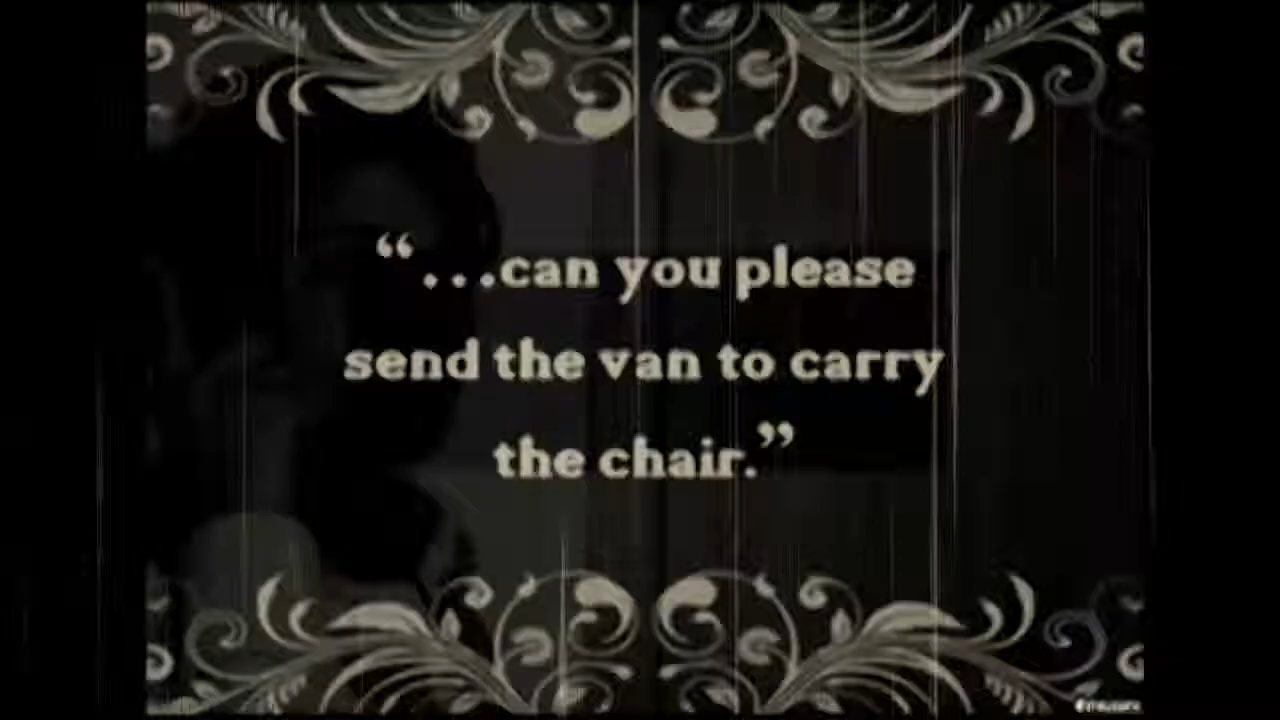 “...can you please
send the van to carry
the chair.”